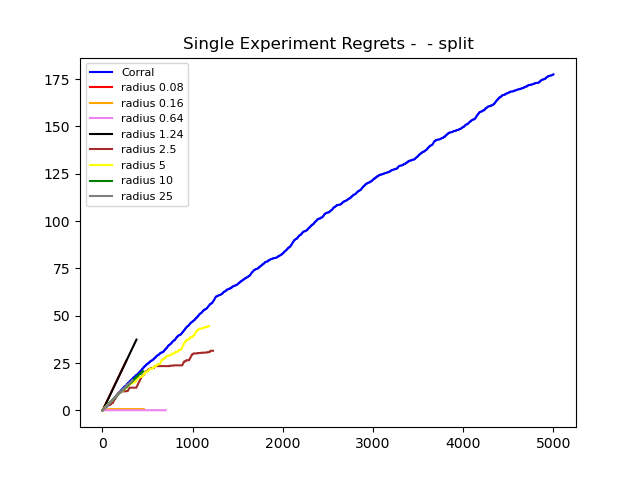 Single Experiment Regrets -  - split
Corral
radius 0.08
radius 0.16
radius 0.64
radius 1.24
radius 2.5
radius 5
radius 10
radius 25
175
150
125
100
75
50
25
0
0 1000 2000 3000 4000 5000